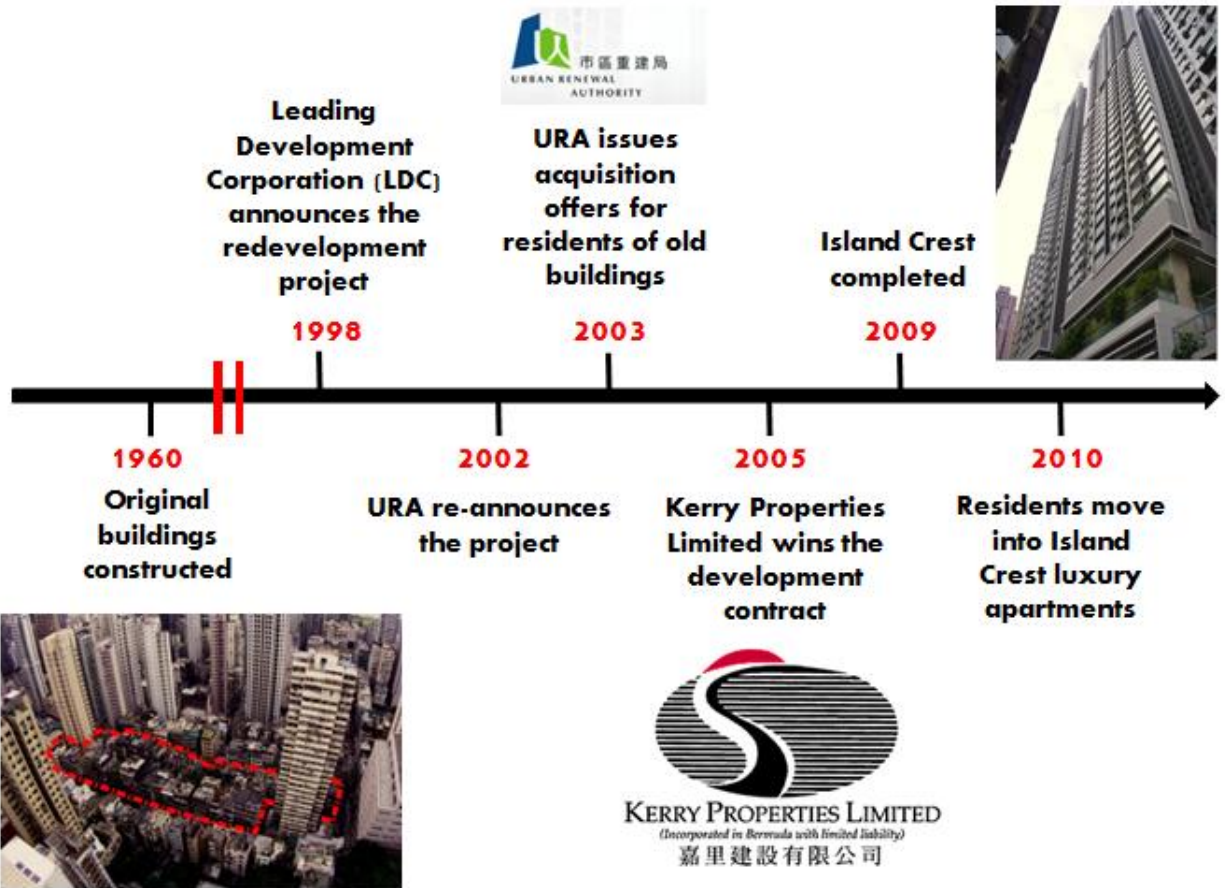 市區重建局
URBAN RENEWAL
AUTHORITY
Leading
Development
Corporation (LDC)
announces the
redevelopment
project
1998
URA issues
acquisition
offers for
residents of old
buildings
2003
Island Crest
completed
2009
1960
Original
buildings
constructed
2002
URA re-announces
the project
2005
Kerry Properties
Limited wins the
development
contract
2010
Residents move
into Island
Crest luxury
apartments
KERRY PROPERTIES LIMITED
(Incorporated in Bermuda with limited liability)
嘉里建設有限公司